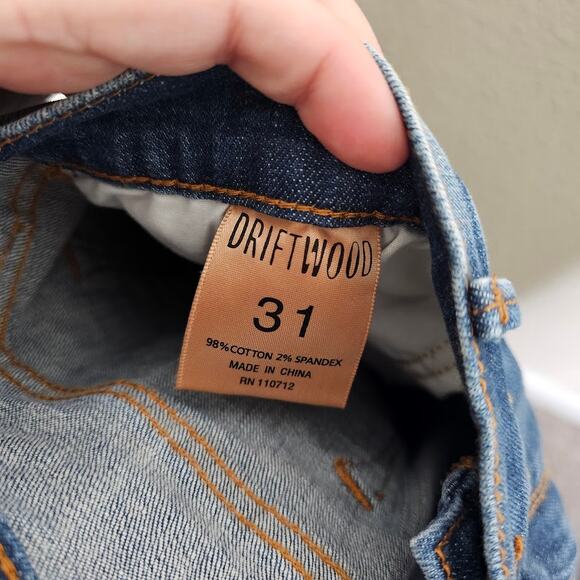 DRIFTWOOD
31
98% COTTON 2% SPANDEX
MADE IN CHINA
RN 110712